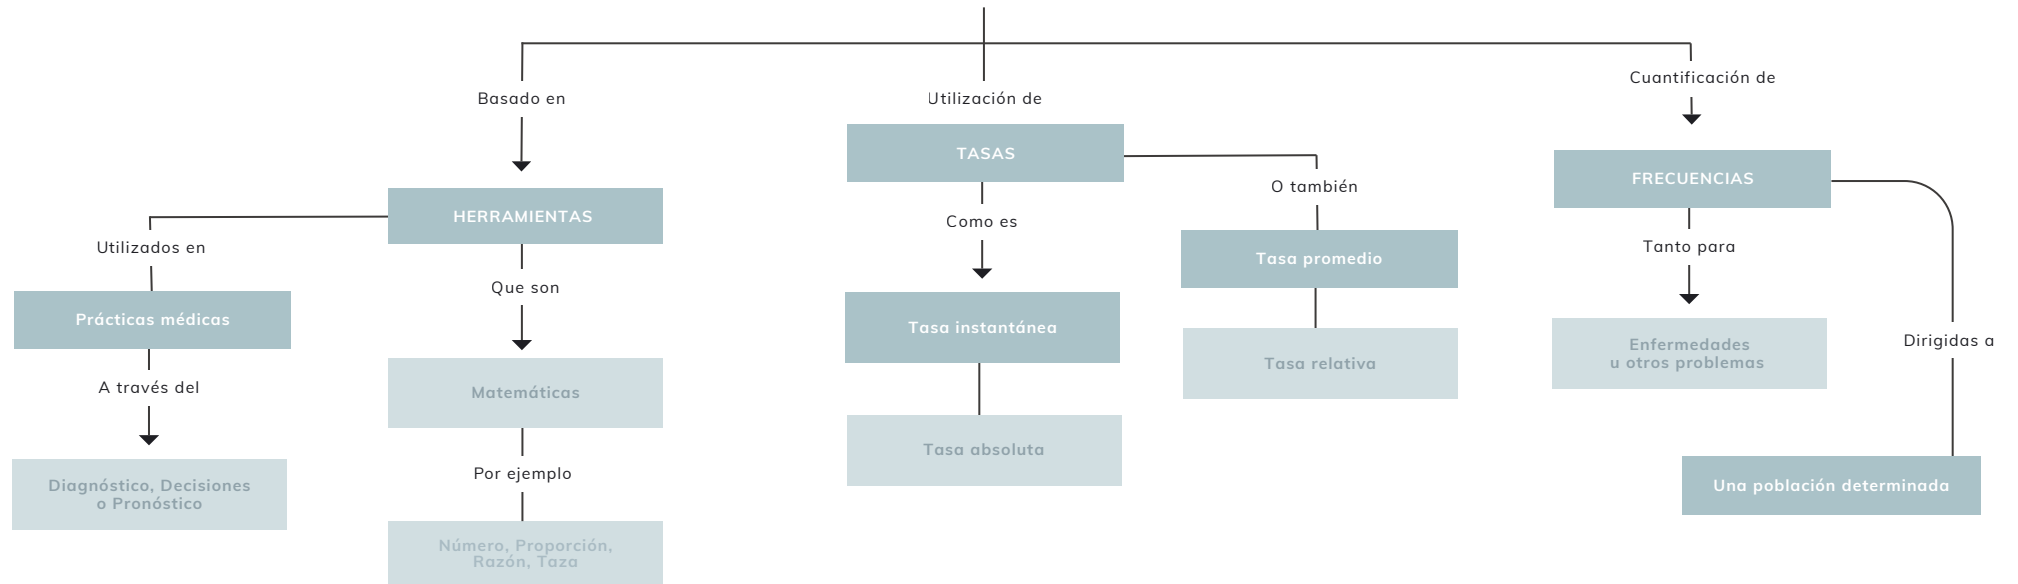 Basado en
HERRAMIENTAS
Utilizados en
Prácticas médicas
A través del
Diagnóstico, Decisiones
o Pronóstico
Que son
Matemáticas
Por ejemplo
Número, Proporción,
Razón, Taza
Utilización de
TASAS
Como es
Tasa instantánea
Tasa absoluta
O también
Tasa promedio
Tasa relativa
Cuantificación de
FRECUENCIAS
Tanto para
Enfermedades
u otros problemas
Dirigidas a
Una población determinada